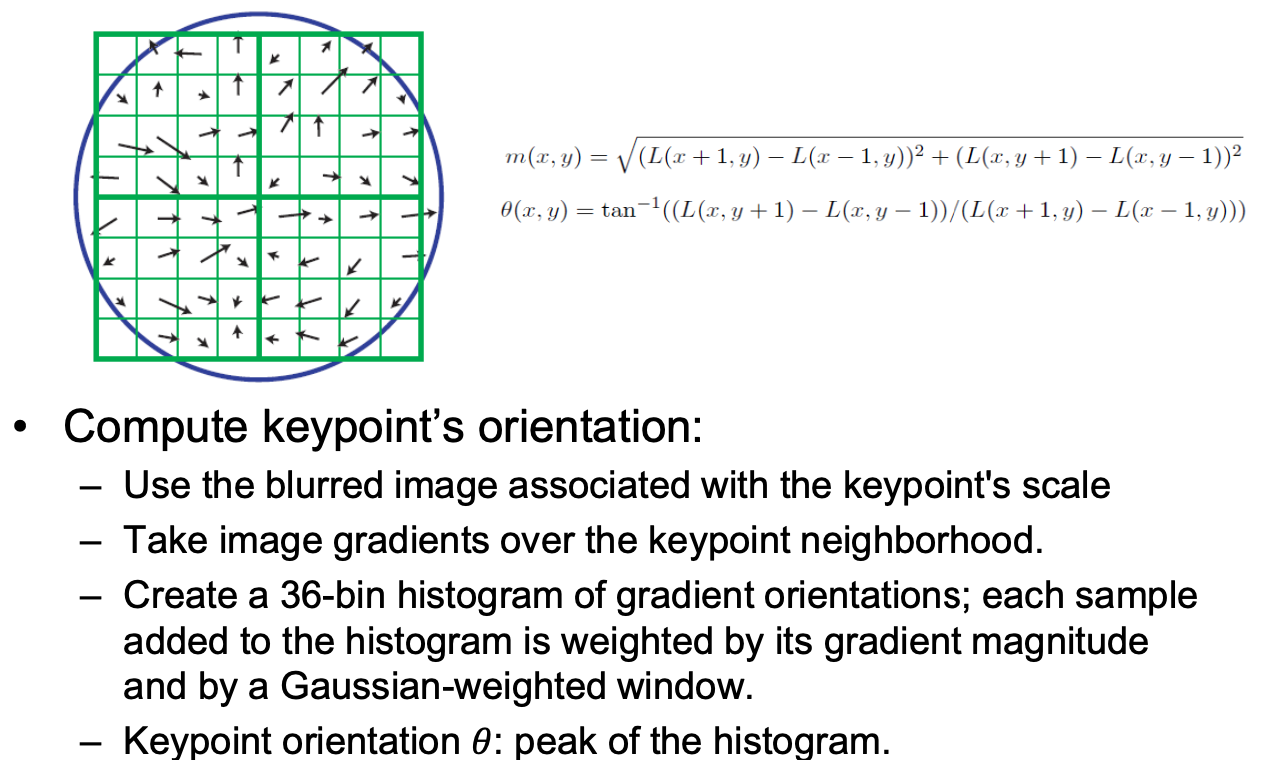 m(x, y) = √(L(x + 1, y) − L(x − 1, y))² + (L(x, y + 1) − L(x, y − 1))²
θ(x, y) = tan⁻¹((L(x, y + 1) − L(x, y − 1))/(L(x + 1, y) − L(x − 1, y)))
• Compute keypoint’s orientation:
– Use the blurred image associated with the keypoint's scale
– Take image gradients over the keypoint neighborhood.
– Create a 36-bin histogram of gradient orientations; each sample
added to the histogram is weighted by its gradient magnitude
and by a Gaussian-weighted window.
– Keypoint orientation θ: peak of the histogram.